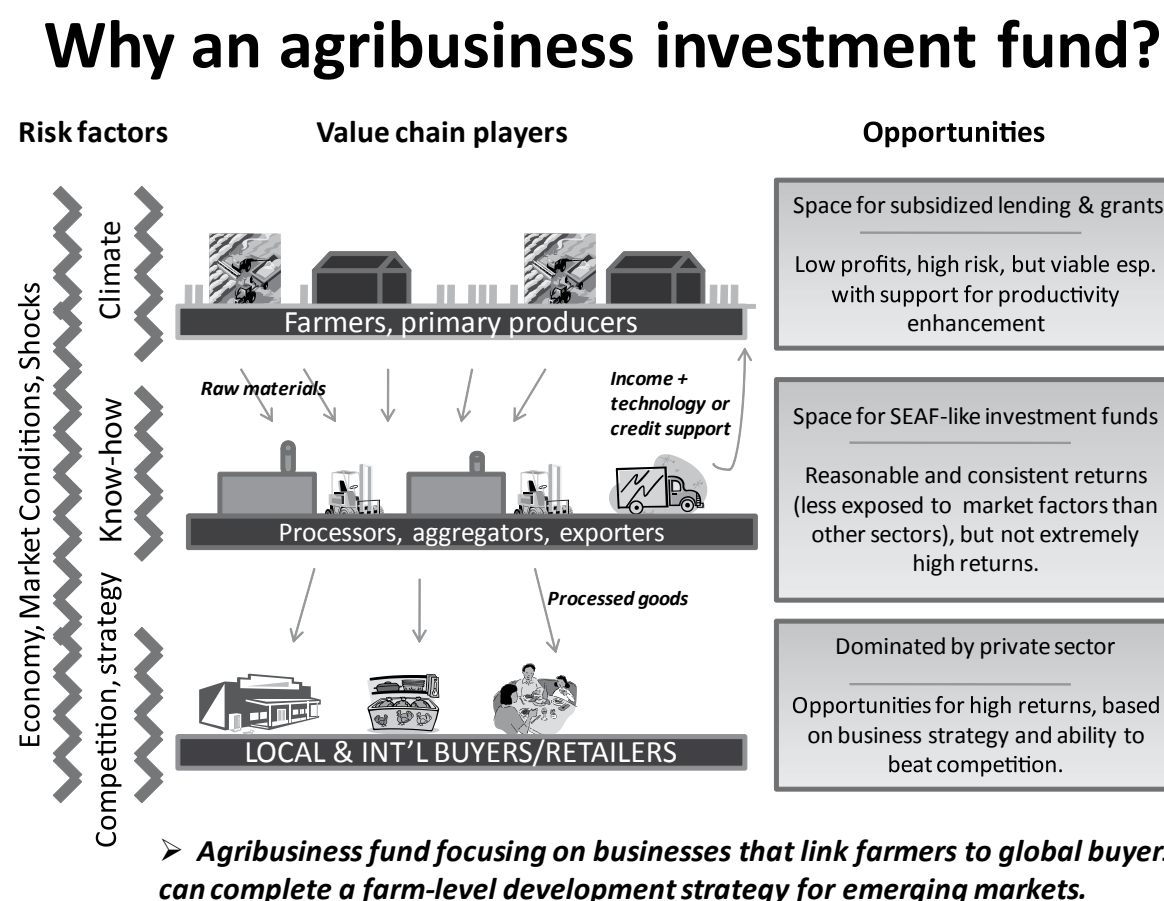 Why an agribusiness investment fund?
Risk factors
Value chain players
Opportunities
Economy, Market Conditions, Shocks
Climate
Farmers, primary producers
Space for subsidized lending & grants
Low profits, high risk, but viable esp.
with support for productivity
enhancement
Raw materials
Income +
technology or
credit support
Know-how
Processors, aggregators, exporters
Space for SEAF-like investment funds
Reasonable and consistent returns
(less exposed to market factors than
other sectors), but not extremely
high returns.
Processed goods
Competition, strategy
LOCAL & INT'L BUYERS/RETAILERS
Dominated by private sector
Opportunities for high returns, based
on business strategy and ability to
beat competition.
➢ Agribusiness fund focusing on businesses that link farmers to global buyers
can complete a farm-level development strategy for emerging markets.